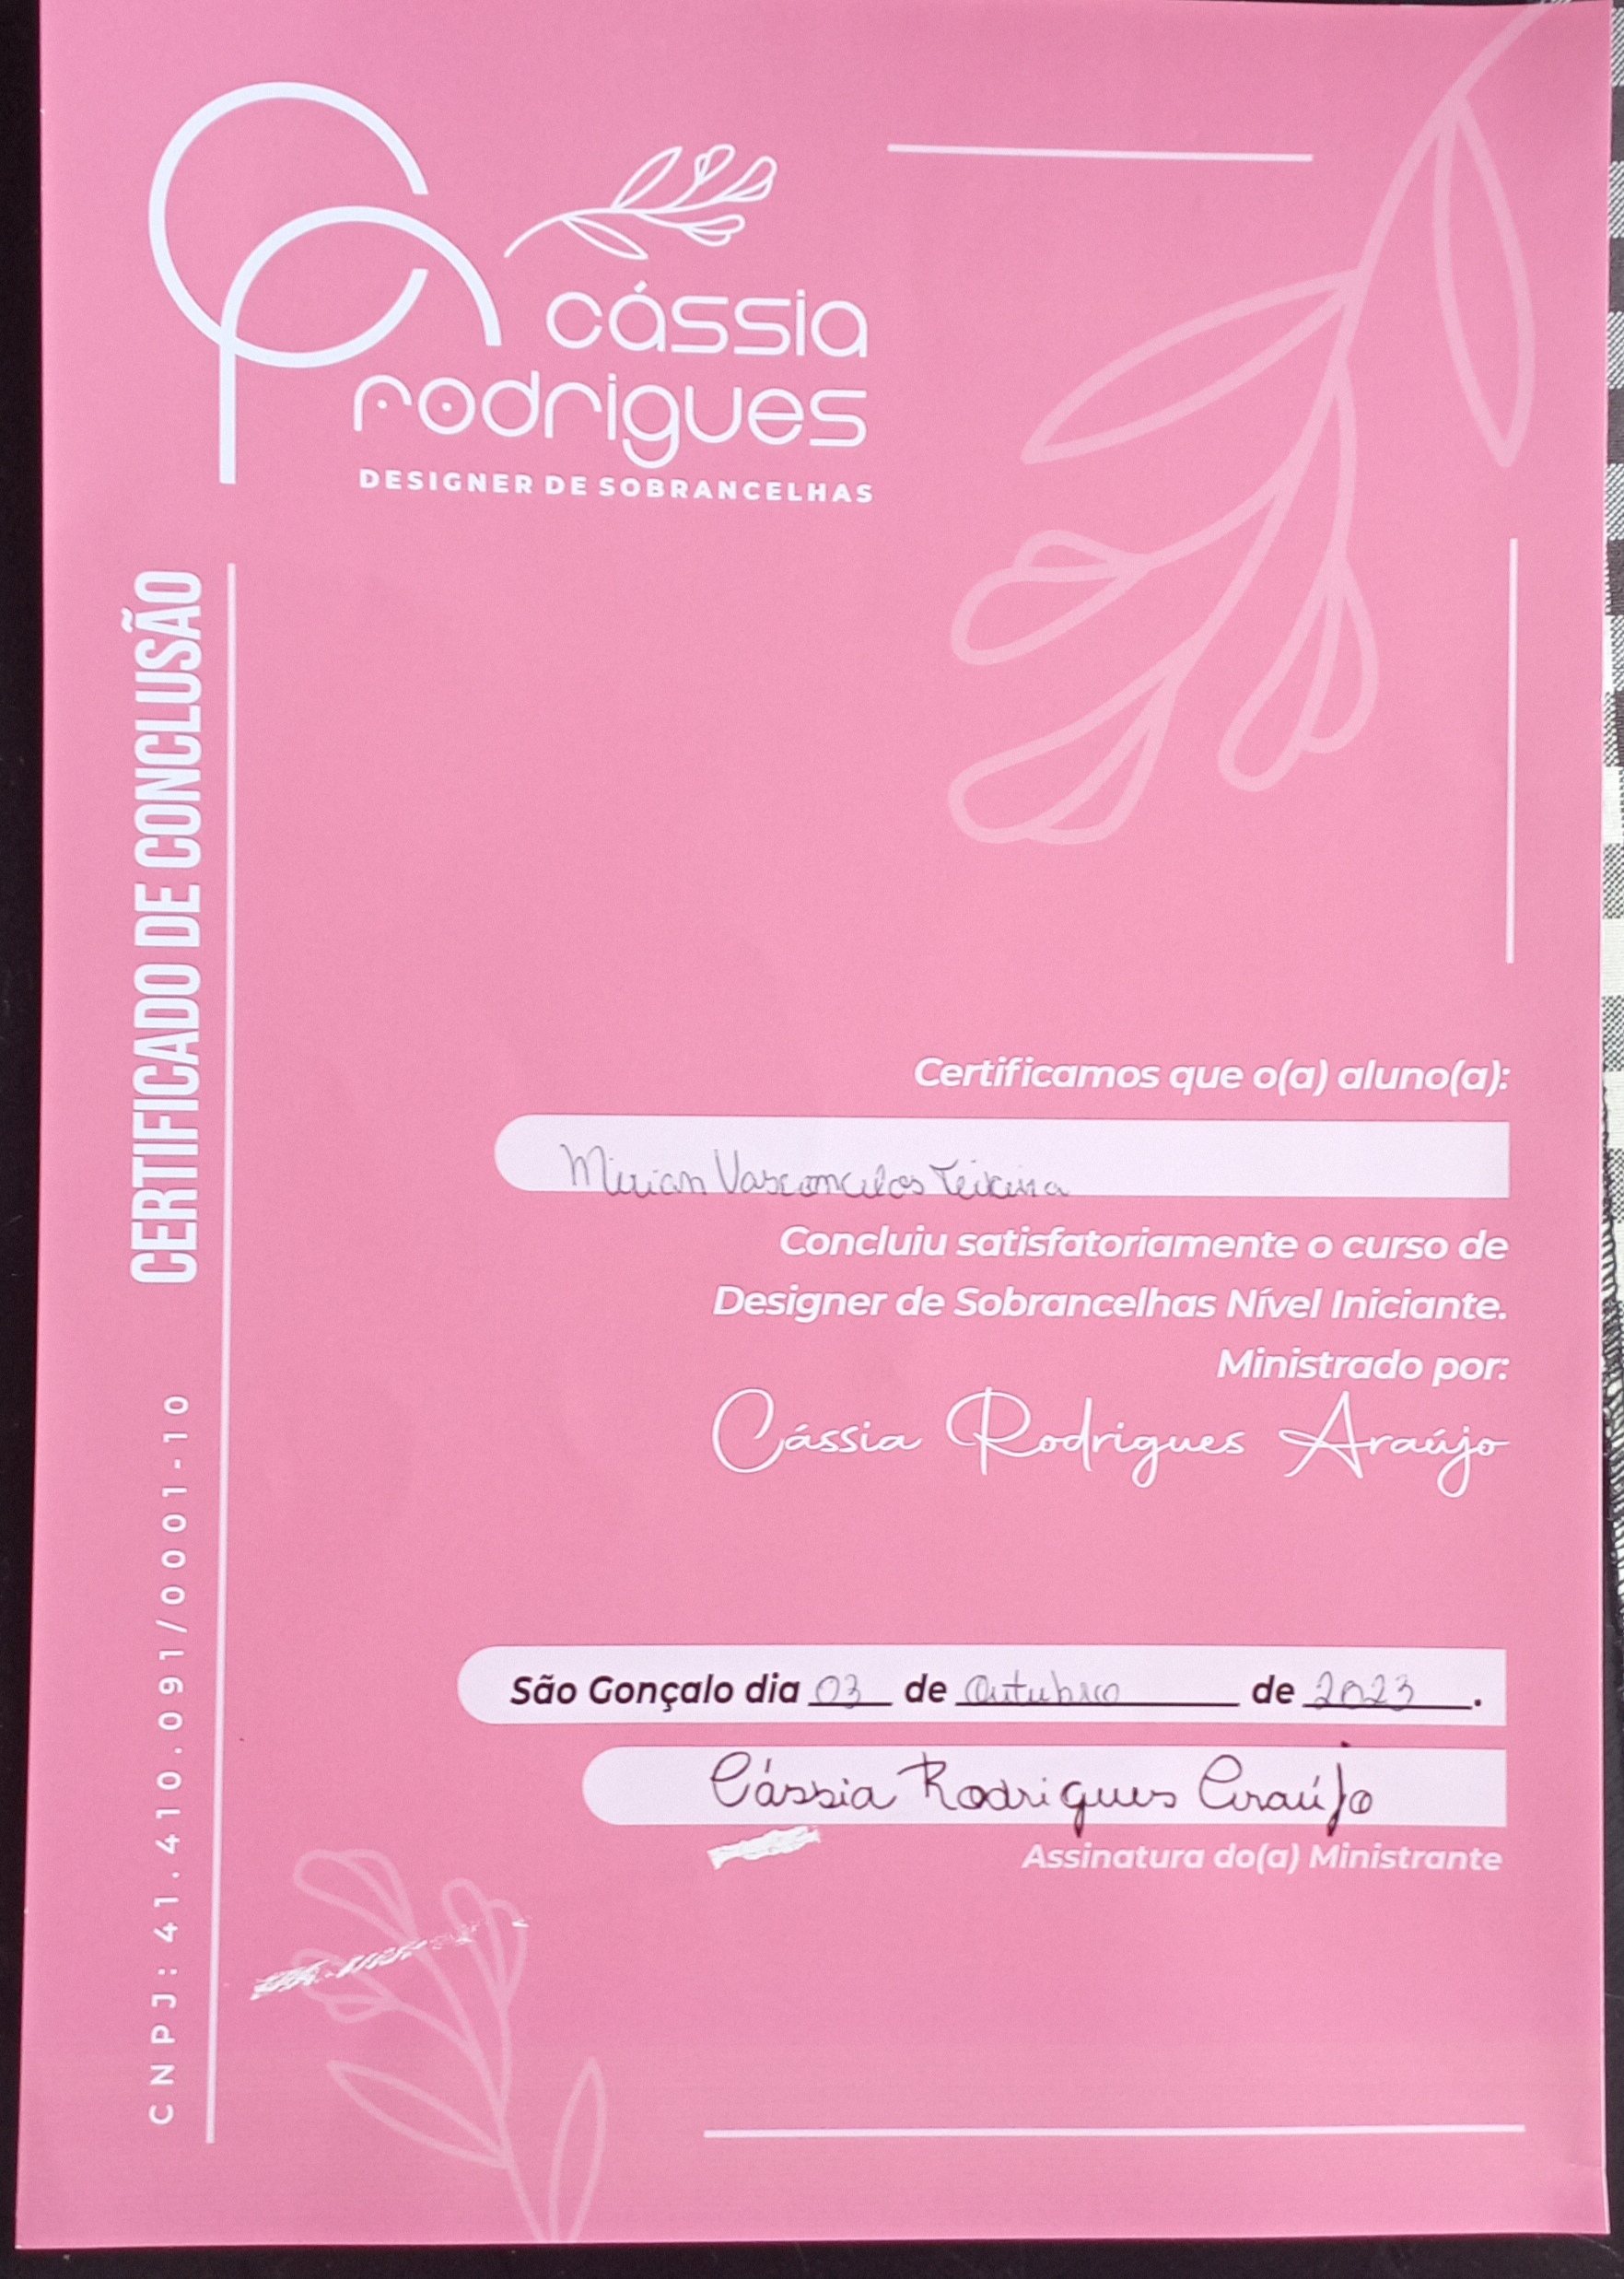 cássia
rodrigues
DESIGNER DE SOBRANCELHAS
CERTIFICADO DE CONCLUSÃO
CNPJ: 41.410.091/0001-10
Certificamos que o(a) aluno(a):
Mirian Vasconcelos Teixeira
Concluiu satisfatoriamente o curso de
Designer de Sobrancelhas Nível Iniciante.
Ministrado por:
Cássia Rodrigues Araújo
São Gonçalo dia 03 de Outubro de 2023.
Cássia Rodrigues Araújo
Assinatura do(a) Ministrante